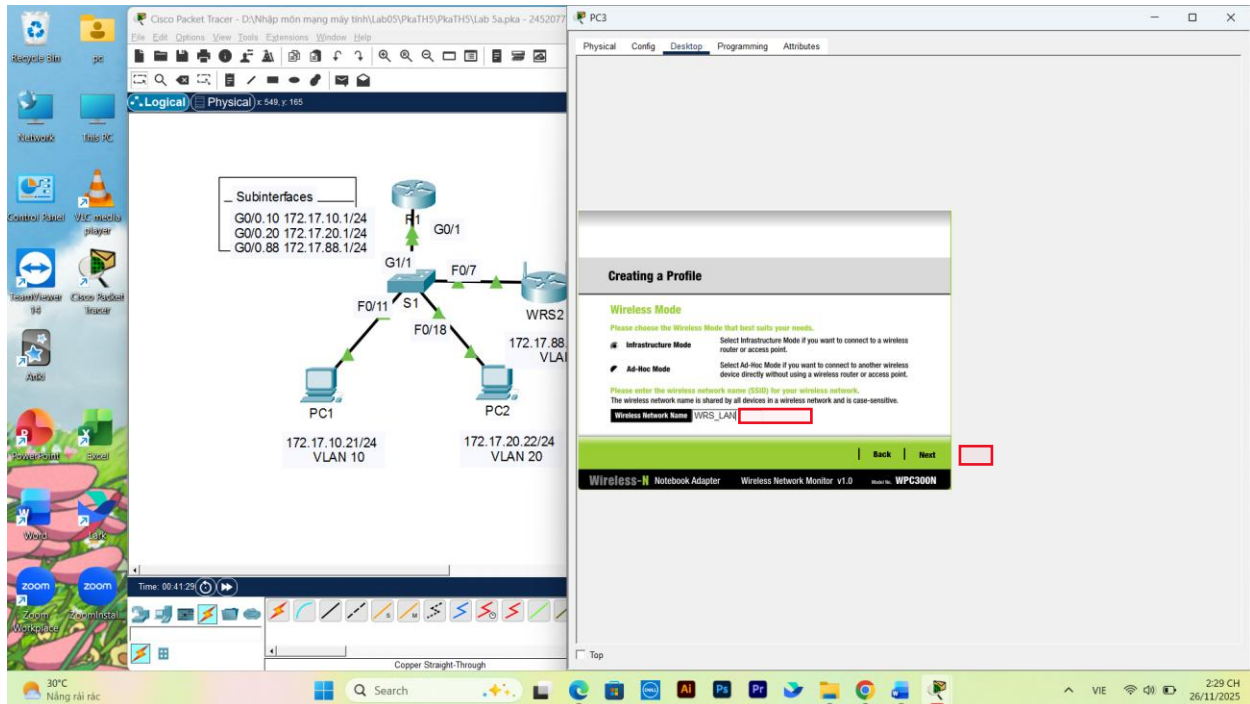 Cisco Packet Tracer - D:\Nhập môn mạng máy tính\Lab05\PkaTH5\PkaTH5\Lab 5a.pka - 2452077
File Edit Options View Tools Extensions Window Help
Logical Physical x: 549, y: 165
Recycle Bin
pc
Network
This PC
Control Panel
VLC media player
TeamViewer 14
Cisco Packet Tracer
PowerPoint
Excel
Word
Zoom Workplace
Subinterfaces
G0/0.10 172.17.10.1/24
G0/0.20 172.17.20.1/24
G0/0.88 172.17.88.1/24
R1
G0/1
G1/1
F0/7
S1
F0/11
F0/18
WRS2
172.17.88.
VLA
PC1
PC2
172.17.10.21/24
VLAN 10
172.17.20.22/24
VLAN 20
Time: 00:41:29
Copper Straight-Through
PC3
Physical Config Desktop Programming Attributes
Creating a Profile
Wireless Mode
Please choose the Wireless Mode that best suits your needs.
Infrastructure Mode
Select Infrastructure Mode if you want to connect to a wireless
router or access point.
Ad-Hoc Mode
Select Ad-Hoc Mode if you want to connect to another wireless
device directly without using a wireless router or access point.
Please enter the wireless network name (SSID) for your wireless network.
The wireless network name is shared by all devices in a wireless network and is case-sensitive.
Wireless Network Name WRS_LAN
Back Next
Wireless-N Notebook Adapter Wireless Network Monitor v1.0 Model No. WPC300N
Top
30°C
Nắng rải rác
Search
VIE
2:29 CH
26/11/2025